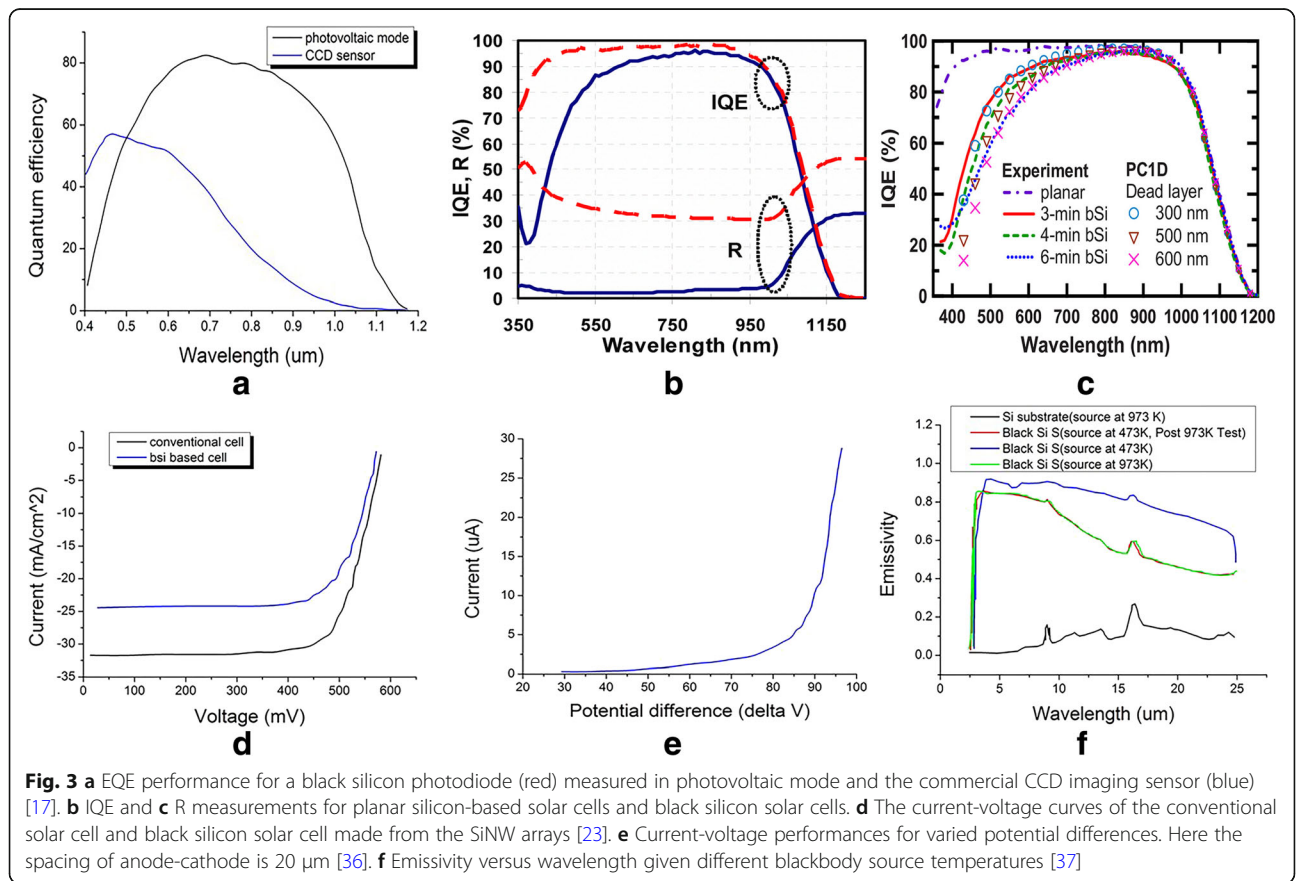 photovoltaic mode
CCD sensor
Quantum efficiency
80
60
40
20
0
0.4 0.5 0.6 0.7 0.8 0.9 1.0 1.1 1.2
Wavelength (um)
a
IQE, R (%)
100
90
80
70
60
50
40
30
20
10
0
IQE
R
350 550 750 950 1150
Wavelength (nm)
b
IQE (%)
100
80
60
40
20
0
Experiment
planar
3-min bSi
4-min bSi
6-min bSi
PC1D
Dead layer
300 nm
500 nm
600 nm
400 500 600 700 800 900 1000 1100 1200
Wavelength/nm
c
conventional cell
bsi based cell
Current (mA/cm^2)
0
-5
-10
-15
-20
-25
-30
-35
0 100 200 300 400 500 600
Voltage (mV)
d
Current (uA)
30
25
20
15
10
5
0
20 30 40 50 60 70 80 90 100
Potential difference (delta V)
e
Si substrate(source at 973 K)
Black Si S(source at 473K, Post 973K Test)
Black Si S(source at 473K)
Black Si S(source at 973K)
Emissivity
1.2
0.9
0.8
0.4
0.2
0.0
0 5 10 15 20 25
Wavelength (um)
f
Fig. 3 a EQE performance for a black silicon photodiode (red) measured in photovoltaic mode and the commercial CCD imaging sensor (blue)
[17]. b IQE and c R measurements for planar silicon-based solar cells and black silicon solar cells. d The current-voltage curves of the conventional
solar cell and black silicon solar cell made from the SiNW arrays [23]. e Current-voltage performances for varied potential differences. Here the
spacing of anode-cathode is 20 μm [36]. f Emissivity versus wavelength given different blackbody source temperatures [37]